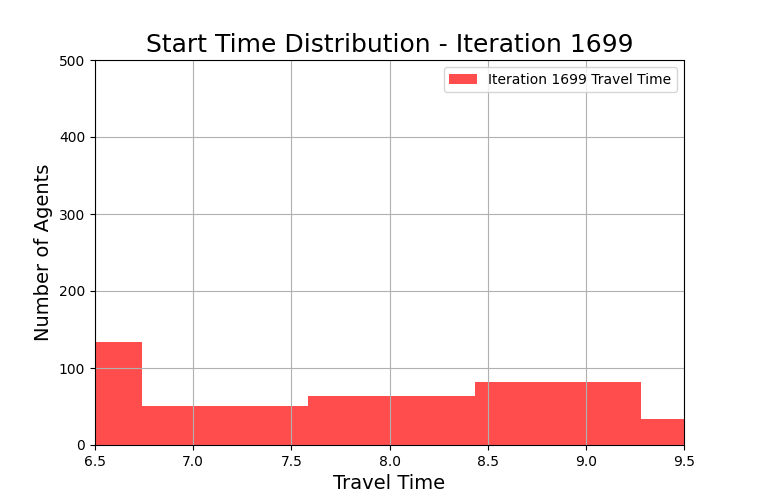 Start Time Distribution - Iteration 1699
Iteration 1699 Travel Time
Number of Agents
500
400
300
200
100
0
6.5 7.0 7.5 8.0 8.5 9.0 9.5
Travel Time